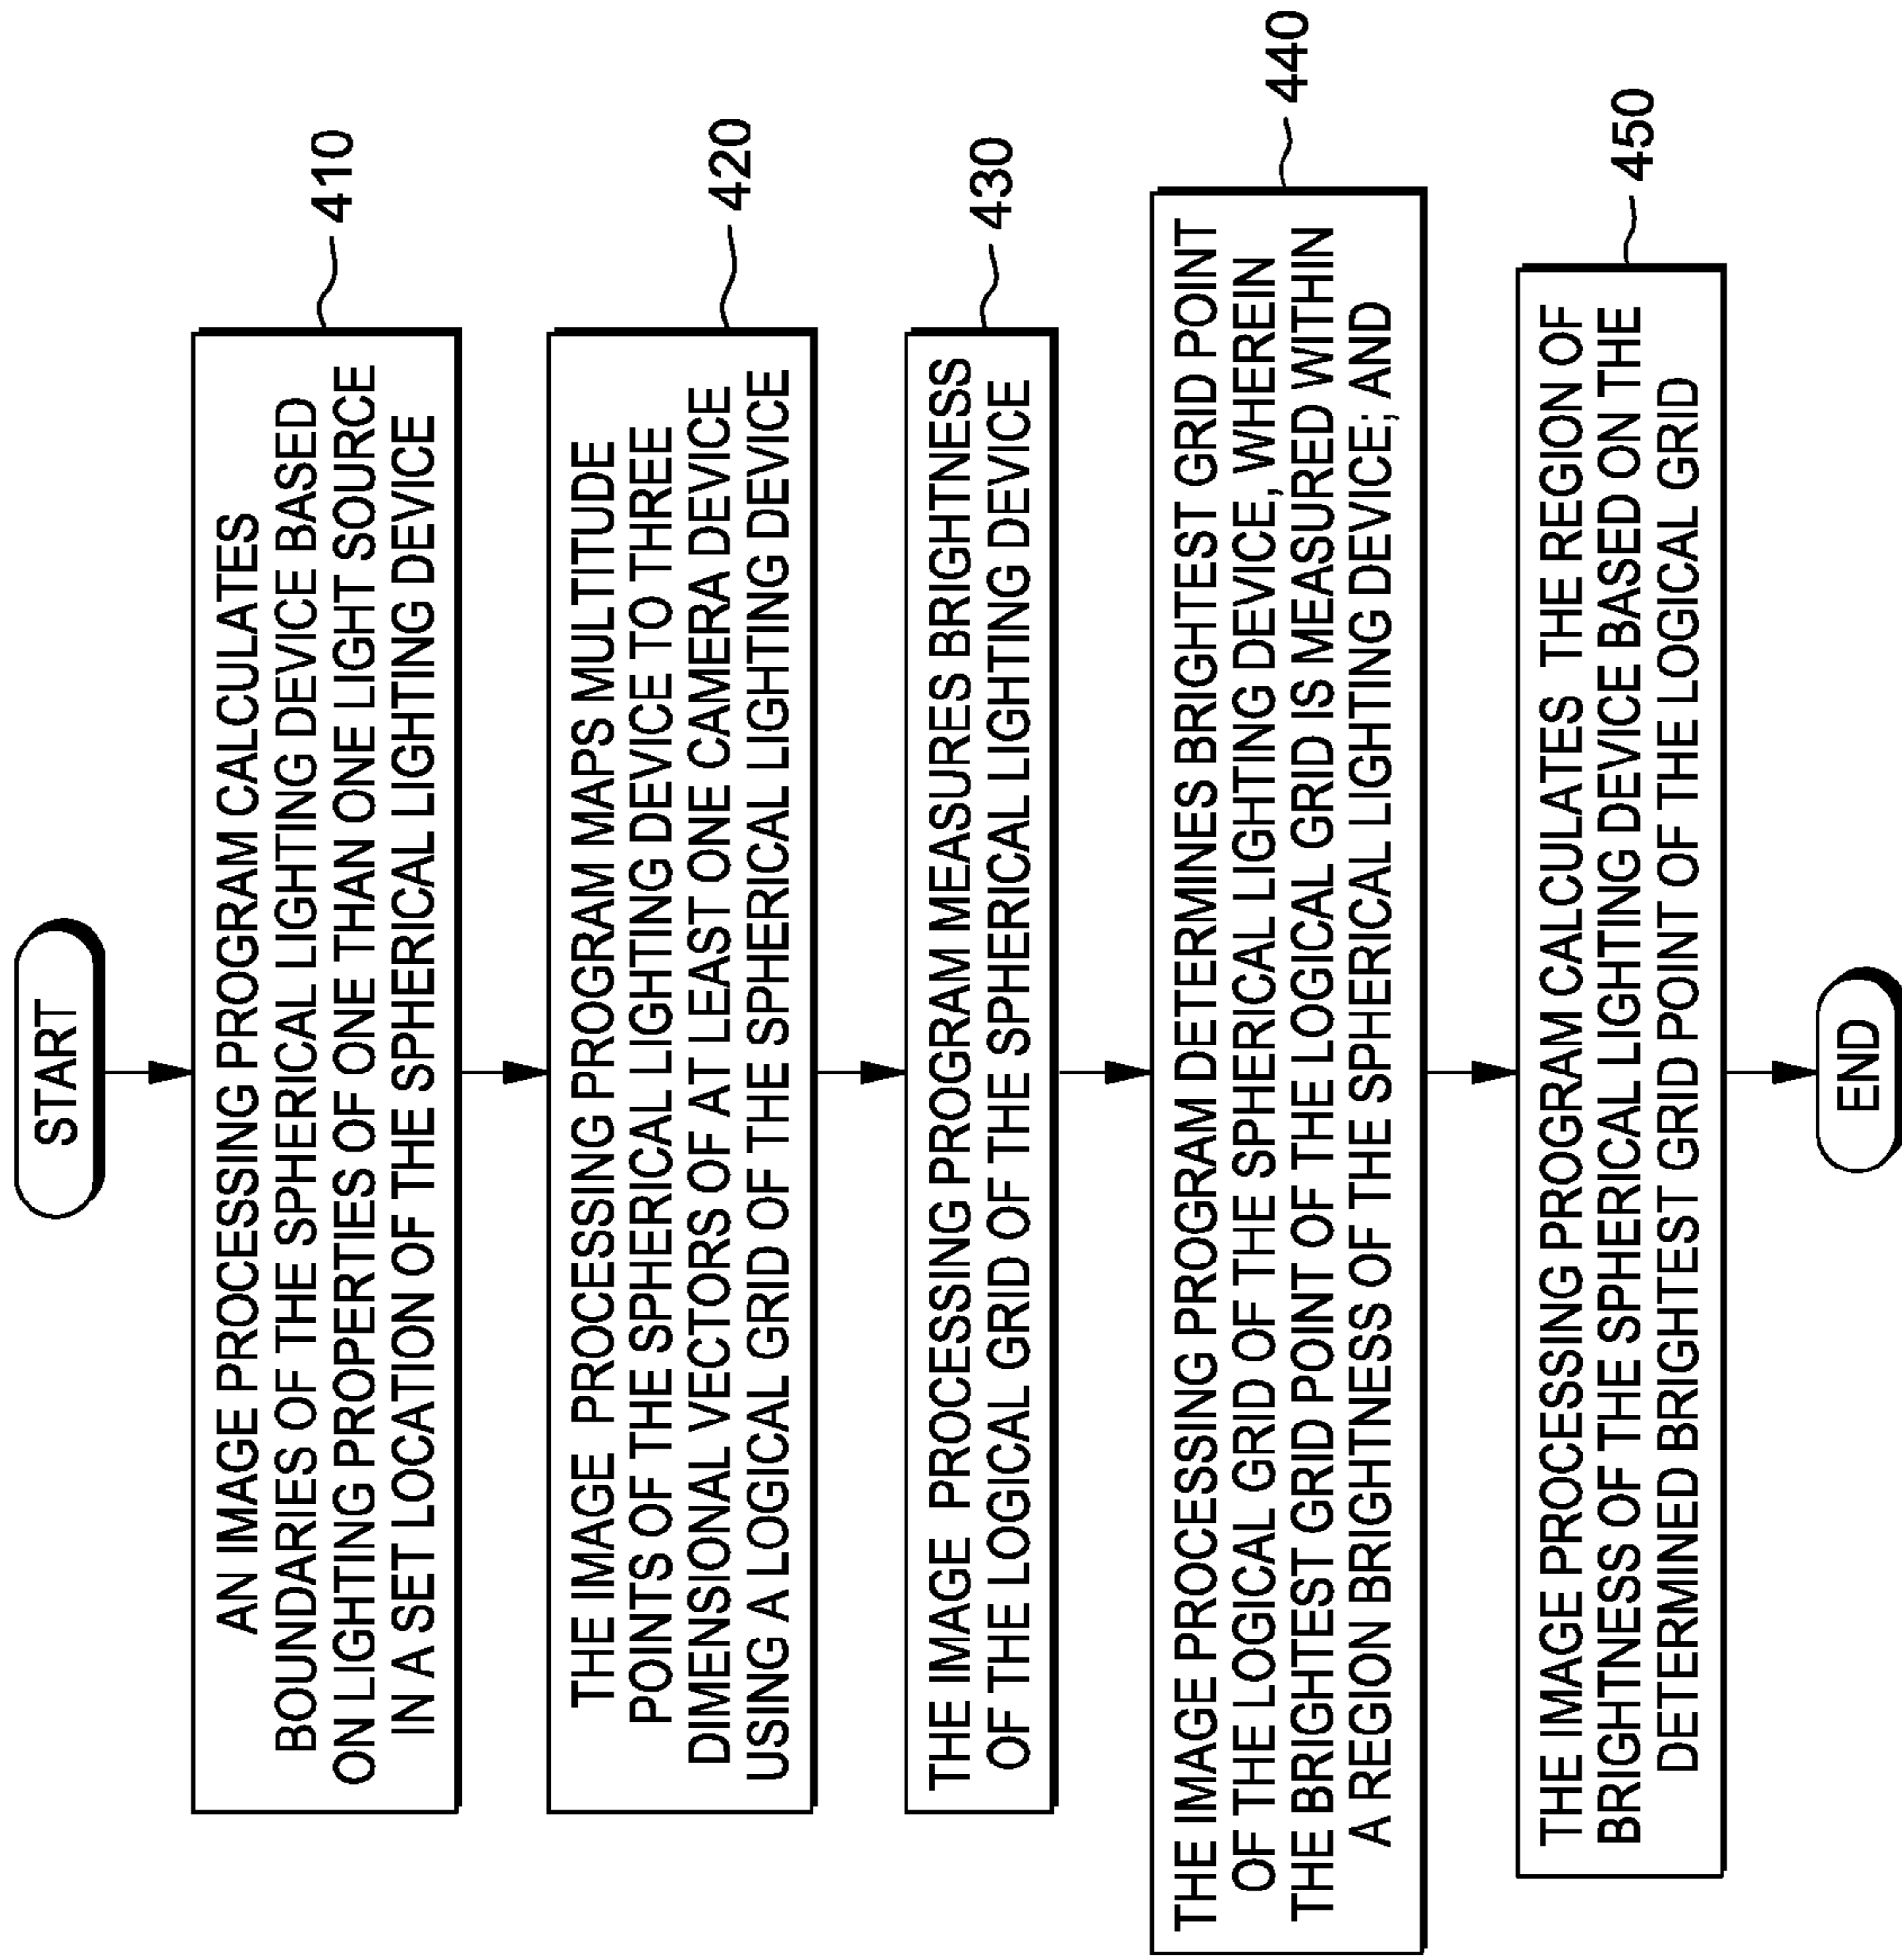 START
AN IMAGE PROCESSING PROGRAM CALCULATES
BOUNDARIES OF THE SPHERICAL LIGHTING DEVICE BASED
ON LIGHTING PROPERTIES OF ONE THAN ONE LIGHT SOURCE
IN A SET LOCATION OF THE SPHERICAL LIGHTING DEVICE
410
THE IMAGE PROCESSING PROGRAM MAPS MULTITUDE
POINTS OF THE SPHERICAL LIGHTING DEVICE TO THREE
DIMENSIONAL VECTORS OF AT LEAST ONE CAMERA DEVICE
USING A LOGICAL GRID OF THE SPHERICAL LIGHTING DEVICE
420
THE IMAGE PROCESSING PROGRAM MEASURES BRIGHTNESS
OF THE LOGICAL GRID OF THE SPHERICAL LIGHTING DEVICE
430
THE IMAGE PROCESSING PROGRAM DETERMINES BRIGHTEST GRID POINT
OF THE LOGICAL GRID OF THE SPHERICAL LIGHTING DEVICE, WHEREIN
THE BRIGHTEST GRID POINT OF THE LOGICAL GRID IS MEASURED WITHIN
A REGION BRIGHTNESS OF THE SPHERICAL LIGHTING DEVICE; AND
440
THE IMAGE PROCESSING PROGRAM CALCULATES THE REGION OF
BRIGHTNESS OF THE SPHERICAL LIGHTING DEVICE BASED ON THE
DETERMINED BRIGHTEST GRID POINT OF THE LOGICAL GRID
450
END